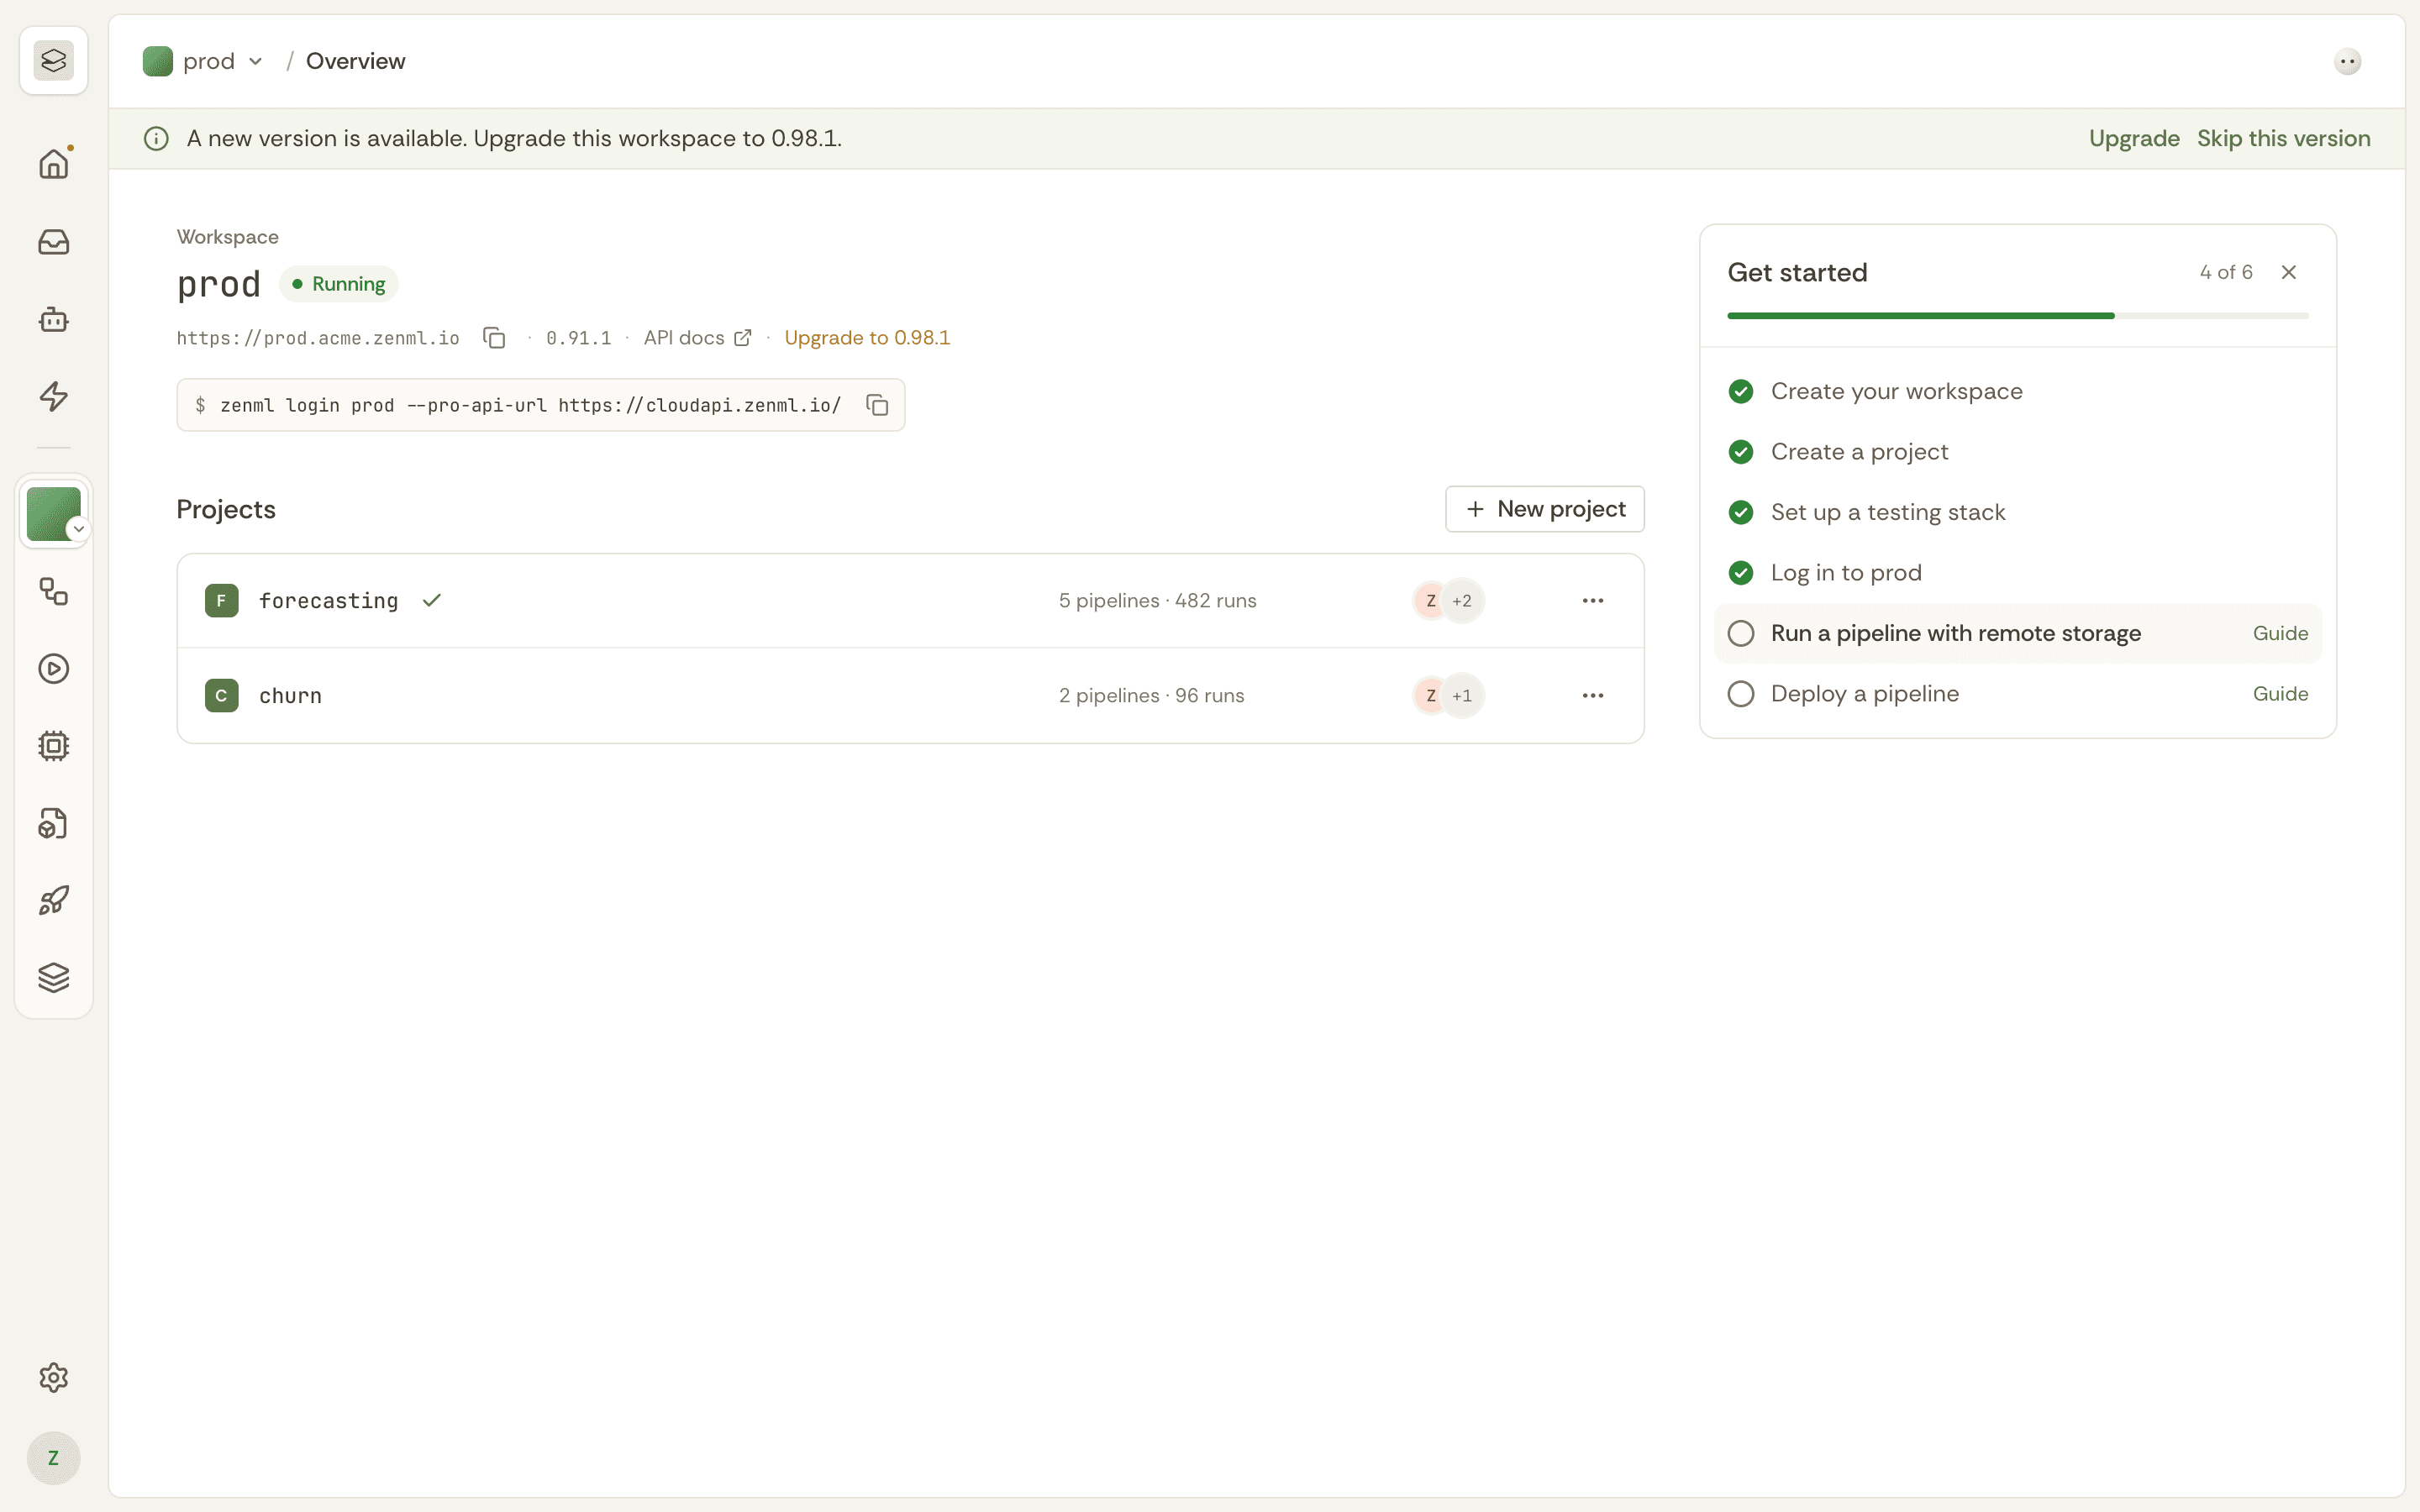 prod / Overview
A new version is available. Upgrade this workspace to 0.98.1.
Upgrade Skip this version
Workspace
prod Running
https://prod.acme.zenml.io · 0.91.1 · API docs · Upgrade to 0.98.1
$ zenml login prod --pro-api-url https://cloudapi.zenml.io/
Projects
New project
F forecasting 5 pipelines · 482 runs Z +2
C churn 2 pipelines · 96 runs Z +1
Get started 4 of 6
Create your workspace
Create a project
Set up a testing stack
Log in to prod
Run a pipeline with remote storage Guide
Deploy a pipeline Guide
Z